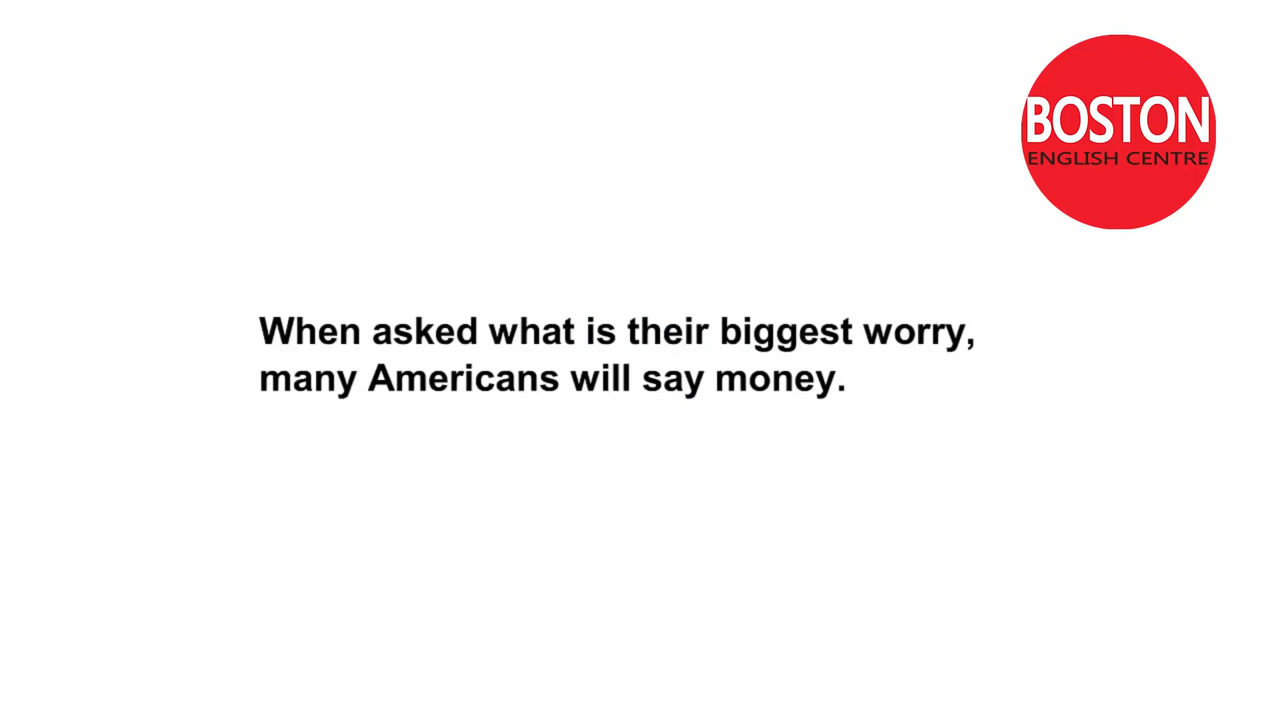 BOSTON
ENGLISH CENTRE
When asked what is their biggest worry,
many Americans will say money.